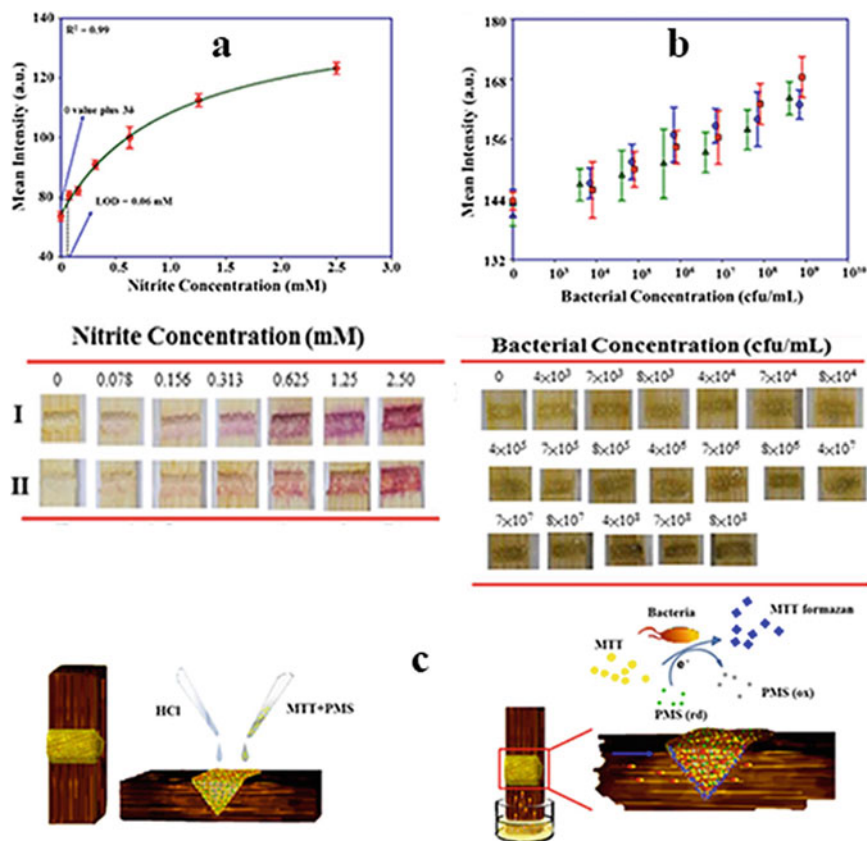 a
R² = 0.99
140
120
100
80
60
40
Mean Intensity (a.u.)
0 value plus 3δ
LOD = 0.06 mM
0 0.5 1.0 1.5 2.0 2.5 3.0
Nitrite Concentration (mM)
b
180
168
156
144
132
Mean Intensity (a.u.)
0 10³ 10⁴ 10⁵ 10⁶ 10⁷ 10⁸ 10⁹ 10¹⁰
Bacterial Concentration (cfu/mL)
Nitrite Concentration (mM)
0 0.078 0.156 0.313 0.625 1.25 2.50
I
II
Bacterial Concentration (cfu/mL)
0 4×10³ 7×10³ 8×10³ 4×10⁴ 7×10⁴ 8×10⁴
4×10⁵ 7×10⁵ 8×10⁵ 4×10⁶ 7×10⁶ 8×10⁶ 4×10⁷
7×10⁷ 8×10⁷ 4×10⁸ 7×10⁸ 8×10⁸
c
HCl
MTT+PMS
Bacteria
MTT formazan
MTT
PMS (ox)
PMS (rd)